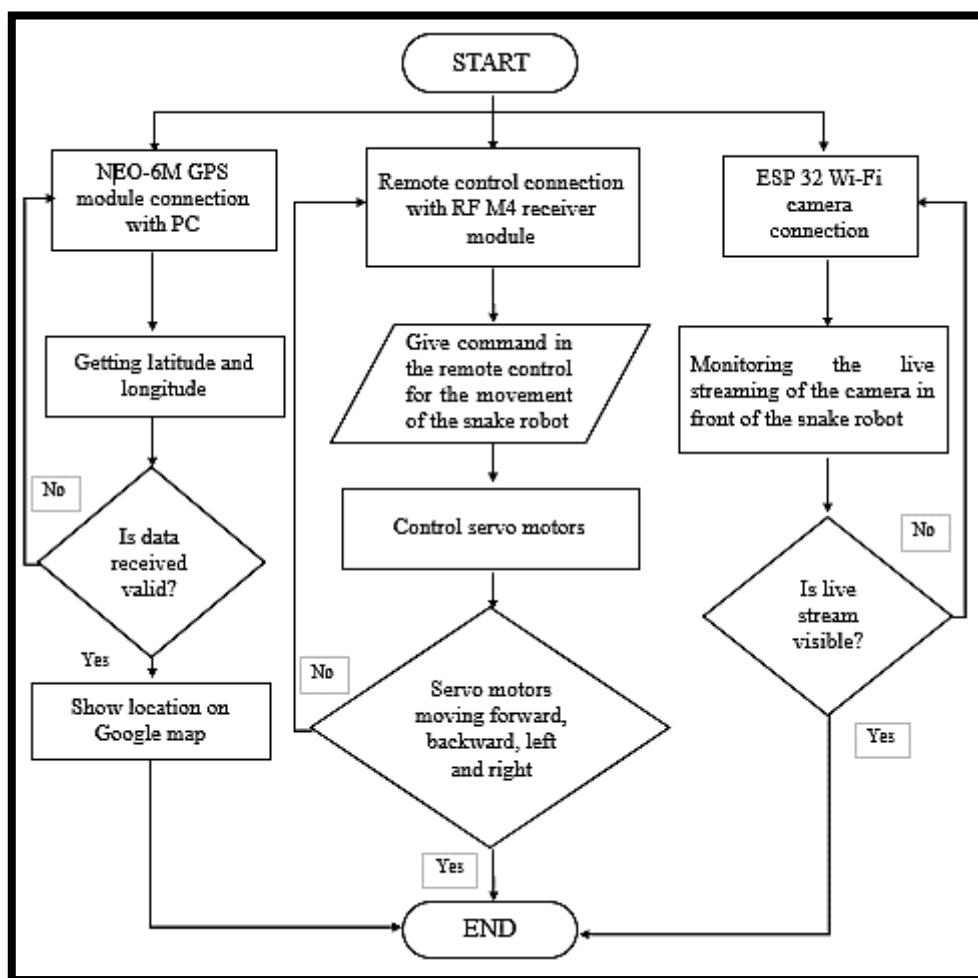 START
NEO-6M GPS
module connection
with PC
Getting latitude and
longitude
No
Is data
received
valid?
Yes
Show location on
Google map
Remote control connection
with RF M4 receiver
module
Give command in
the remote control
for the movement
of the snake robot
Control servo motors
No
Servo motors
moving forward,
backward, left
and right
Yes
ESP 32 Wi-Fi
camera
connection
Monitoring the live
streaming of the camera in
front of the snake robot
No
Is live
stream
visible?
Yes
END